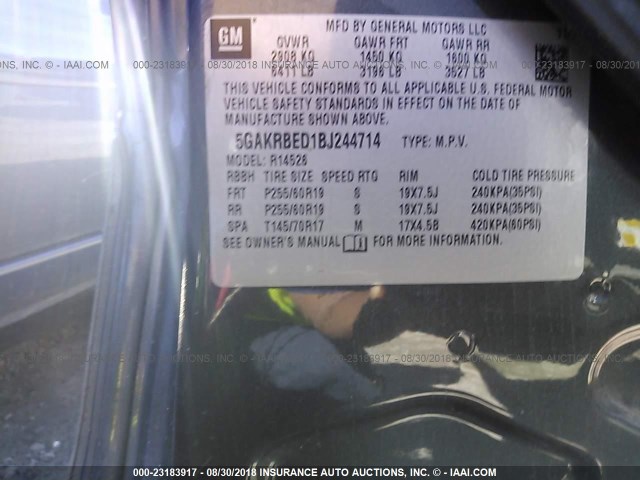 GM
MFD BY GENERAL MOTORS LLC
GVWR GAWR FRT GAWR RR
2908 KG 1450 KG 1600 KG
6411 LB 3196 LB 3527 LB
THIS VEHICLE CONFORMS TO ALL APPLICABLE U.S. FEDERAL MOTOR
VEHICLE SAFETY STANDARDS IN EFFECT ON THE DATE OF
MANUFACTURE SHOWN ABOVE.
5GAKRBED1BJ244714 TYPE: M.P.V.
MODEL: R14526
RBBH TIRE SIZE SPEED RTG RIM COLD TIRE PRESSURE
FRT P255/60R19 S 19X7.5J 240KPA(35PSI)
RR P255/60R19 S 19X7.5J 240KPA(35PSI)
SPA T145/70R17 M 17X4.5B 420KPA(60PSI)
SEE OWNER'S MANUAL FOR MORE INFORMATION.
000-23183917 - 08/30/2018 INSURANCE AUTO AUCTIONS, INC. - © IAAI.COM